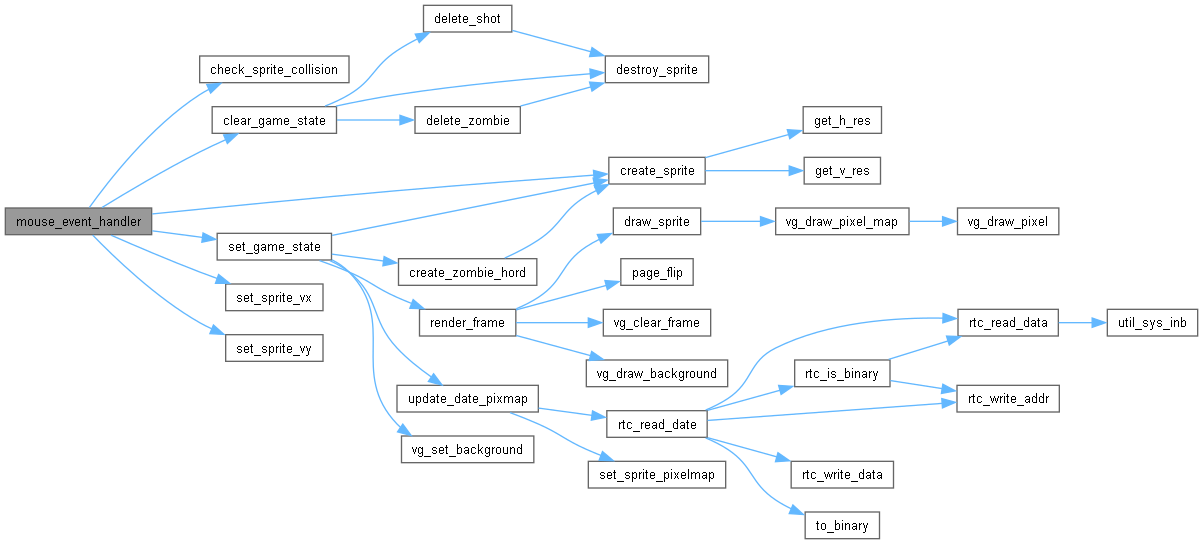 delete_shot
check_sprite_collision
destroy_sprite
clear_game_state
delete_zombie
get_h_res
create_sprite
get_v_res
mouse_event_handler
draw_sprite
vg_draw_pixel_map
vg_draw_pixel
set_game_state
create_zombie_hord
page_flip
set_sprite_vx
render_frame
vg_clear_frame
rtc_read_data
util_sys_inb
set_sprite_vy
vg_draw_background
rtc_is_binary
update_date_pixmap
rtc_write_addr
rtc_read_date
vg_set_background
set_sprite_pixelmap
rtc_write_data
to_binary